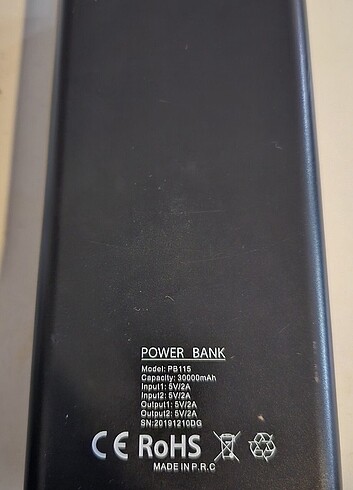 POWER BANK
Model: PB115
Capacity: 30000mAh
Input1: 5V/2A
Input2: 5V/2A
Output1: 5V/2A
Output2: 5V/2A
SN:20191210DG
CE RoHS
MADE IN P.R.C